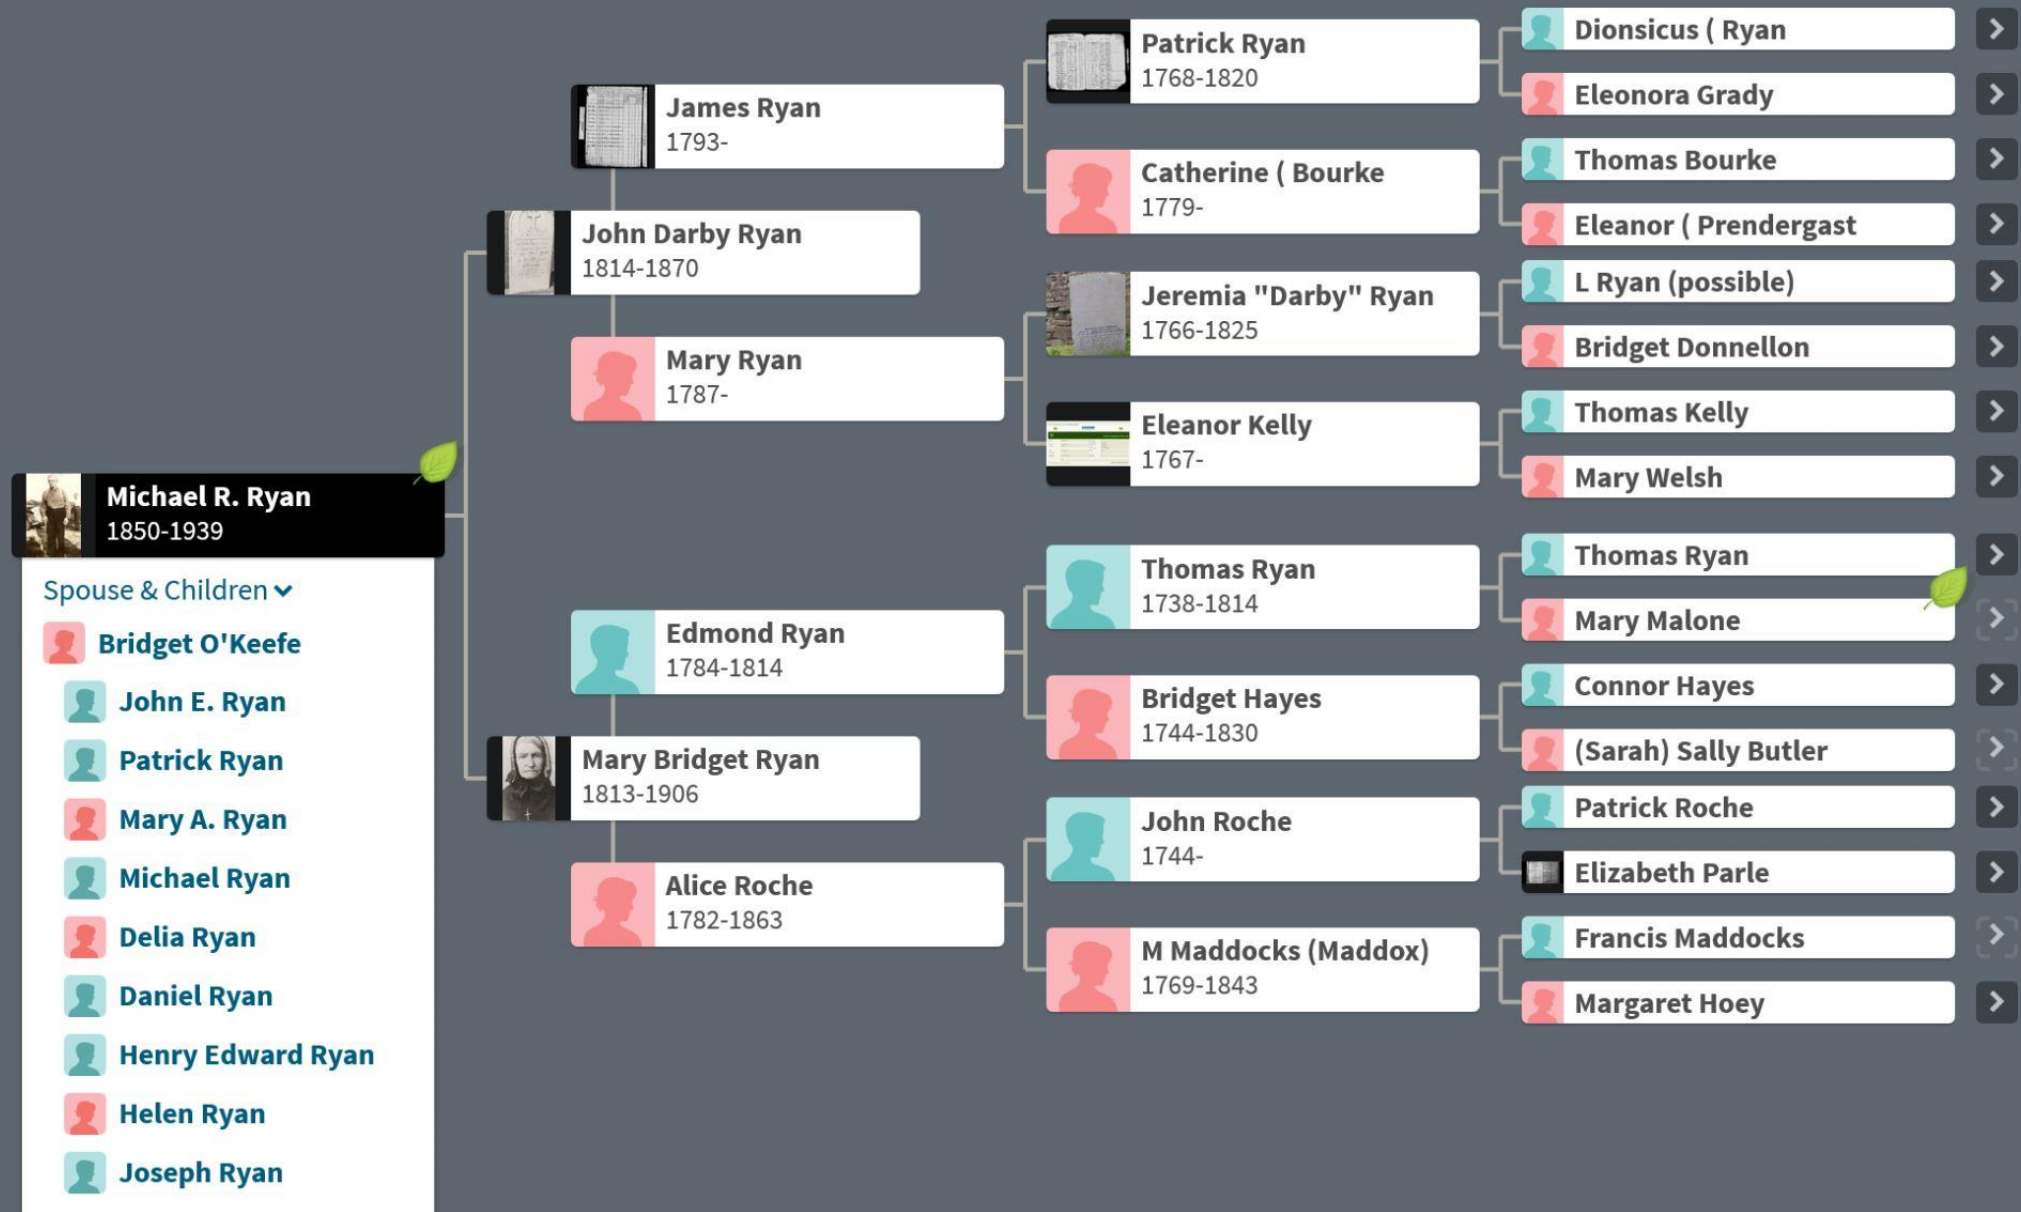 Michael R. Ryan
1850-1939
Spouse & Children
Bridget O'Keefe
John E. Ryan
Patrick Ryan
Mary A. Ryan
Michael Ryan
Delia Ryan
Daniel Ryan
Henry Edward Ryan
Helen Ryan
Joseph Ryan
John Darby Ryan
1814-1870
Mary Bridget Ryan
1813-1906
James Ryan
1793-
Mary Ryan
1787-
Edmond Ryan
1784-1814
Alice Roche
1782-1863
Patrick Ryan
1768-1820
Catherine ( Bourke
1779-
Jeremia "Darby" Ryan
1766-1825
Eleanor Kelly
1767-
Thomas Ryan
1738-1814
Bridget Hayes
1744-1830
John Roche
1744-
M Maddocks (Maddox)
1769-1843
Dionsicus ( Ryan
Eleonora Grady
Thomas Bourke
Eleanor ( Prendergast
L Ryan (possible)
Bridget Donnellon
Thomas Kelly
Mary Welsh
Thomas Ryan
Mary Malone
Connor Hayes
(Sarah) Sally Butler
Patrick Roche
Elizabeth Parle
Francis Maddocks
Margaret Hoey